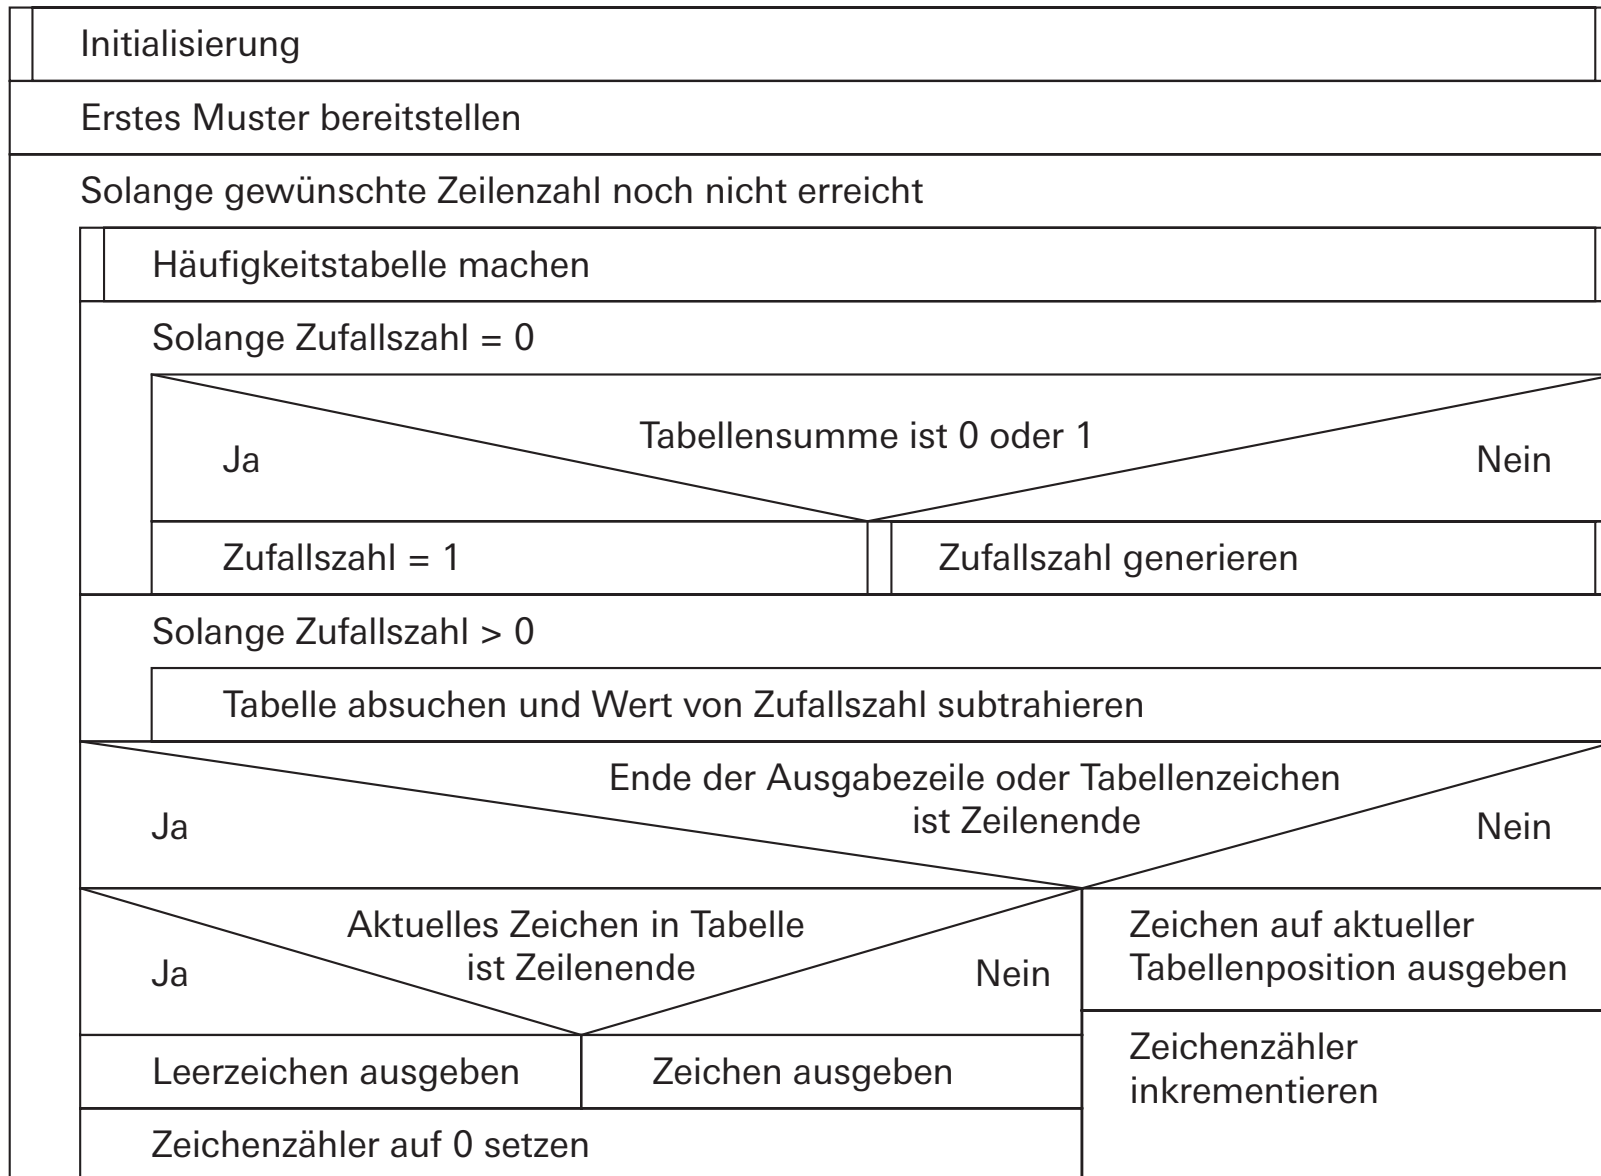 Initialisierung
Erstes Muster bereitstellen
Solange gewünschte Zeilenzahl noch nicht erreicht
Häufigkeitstabelle machen
Solange Zufallszahl = 0
Tabellensumme ist 0 oder 1
Ja
Nein
Zufallszahl = 1
Zufallszahl generieren
Solange Zufallszahl > 0
Tabelle absuchen und Wert von Zufallszahl subtrahieren
Ende der Ausgabezeile oder Tabellenzeichen
ist Zeilenende
Ja
Nein
Aktuelles Zeichen in Tabelle
ist Zeilenende
Ja
Nein
Zeichen auf aktueller
Tabellenposition ausgeben
Leerzeichen ausgeben
Zeichen ausgeben
Zeichenzähler
inkrementieren
Zeichenzähler auf 0 setzen